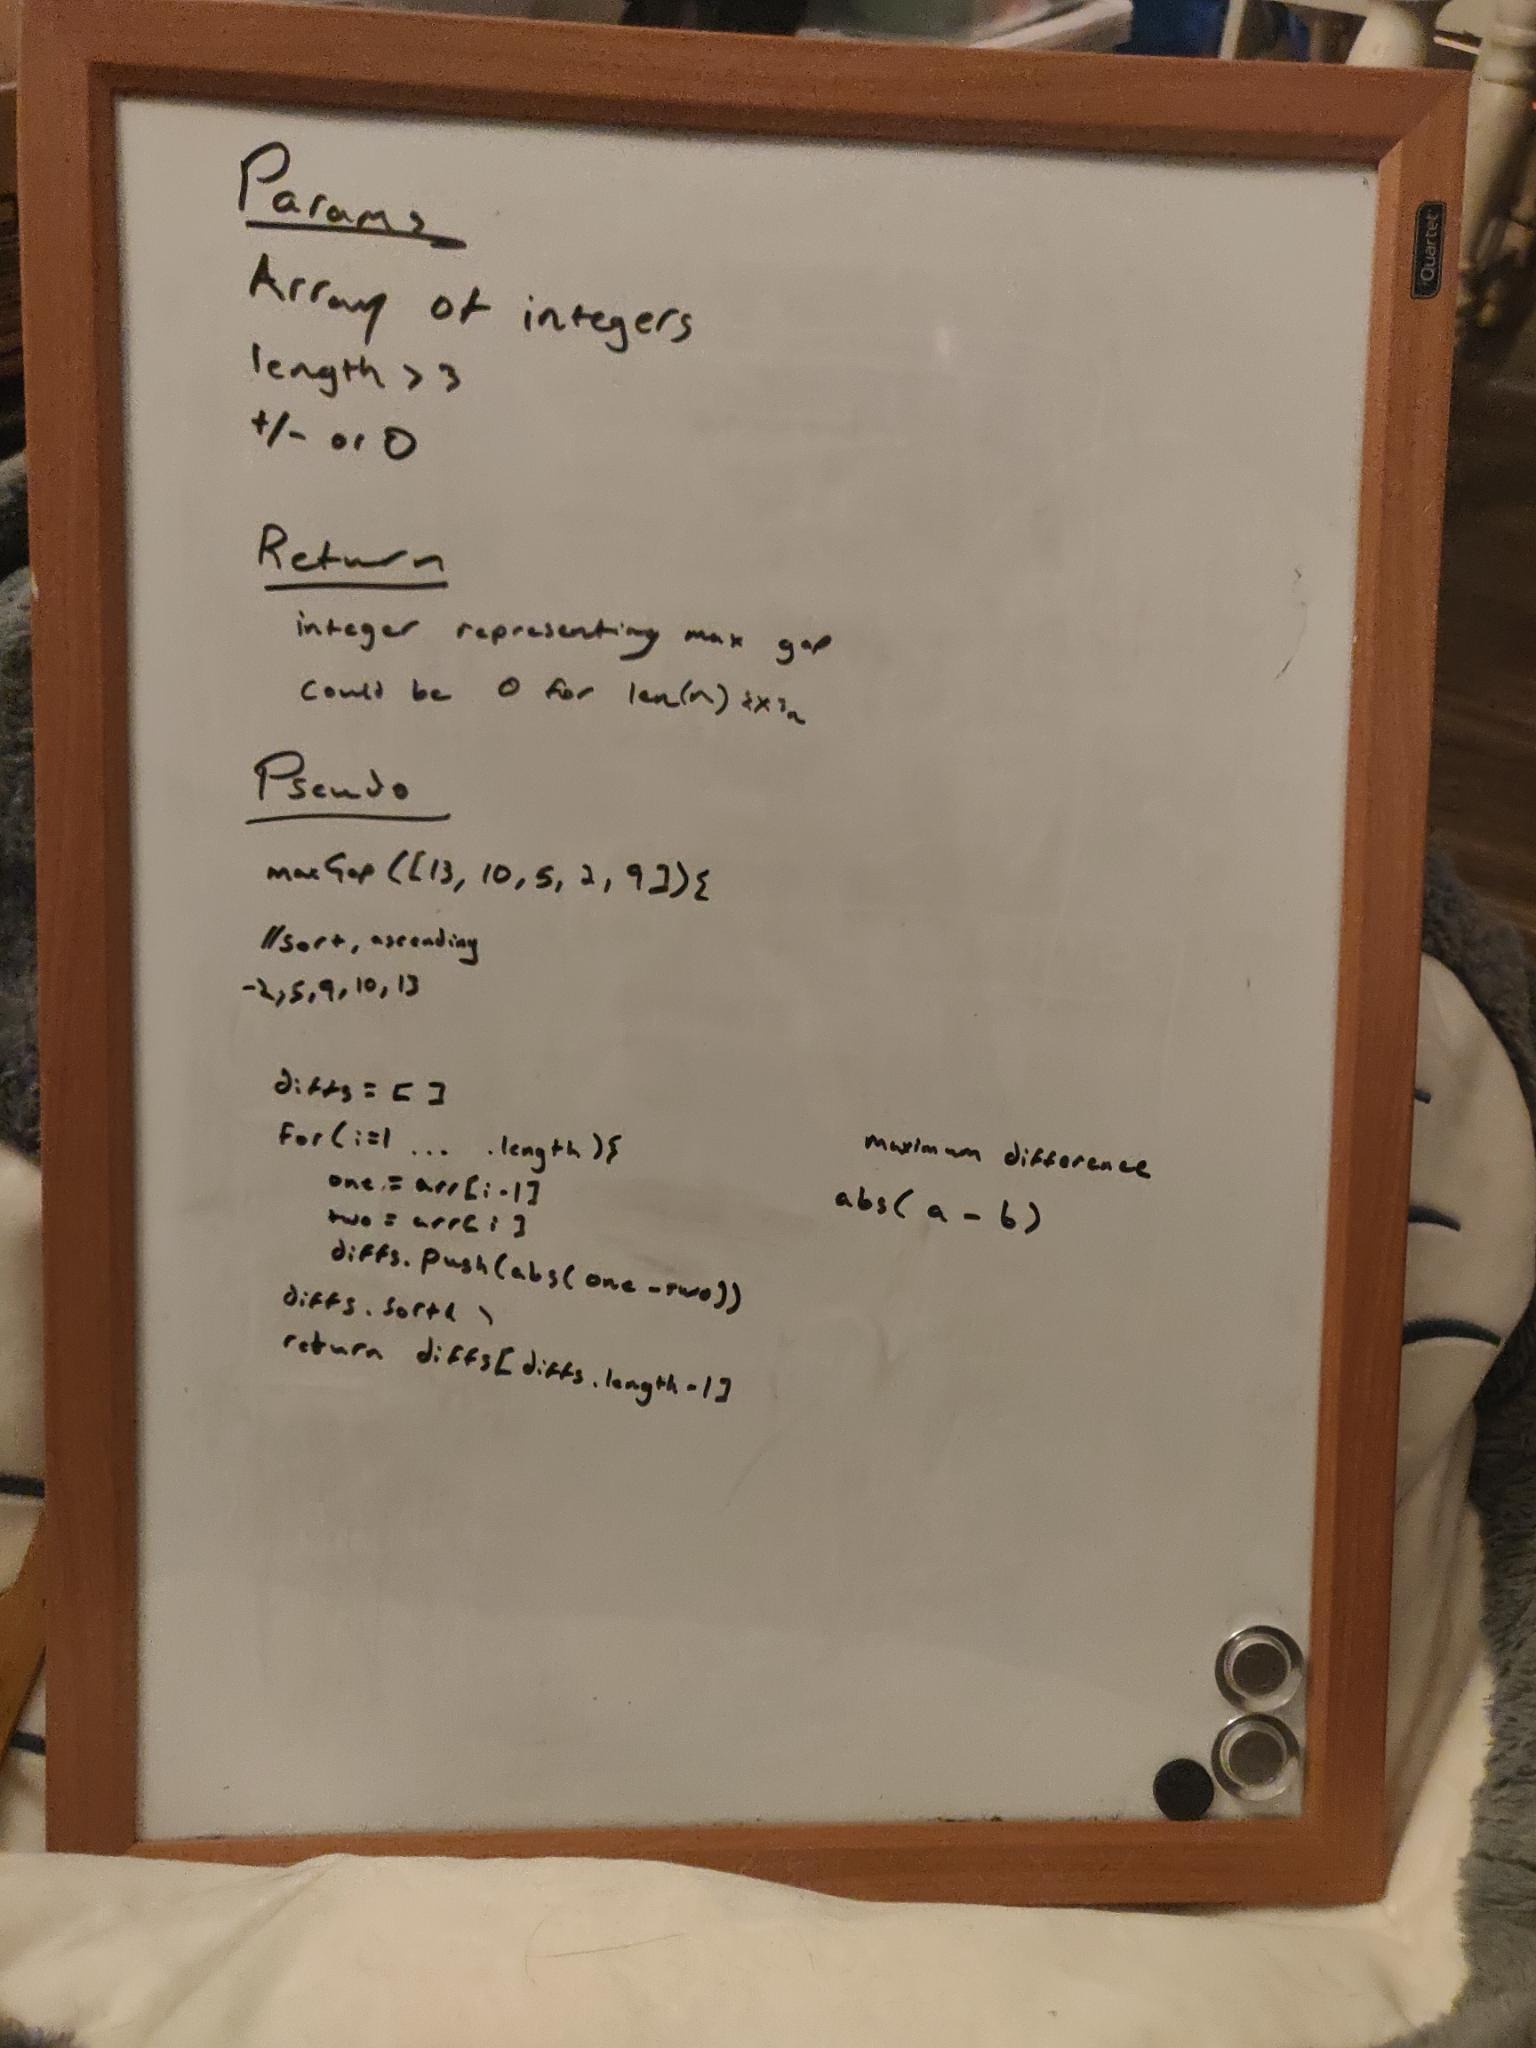 Params
Array of integers
length > 3
+/- or 0
Return
integer representing max gap
could be 0 for len(n)
Pseudo
maxGap([13, 10, 5, 2, 9]){
//sort, ascending
-2,5,9,10,13
diffs = [ ]
for(i=1 ... .length){
one = arr[i-1]
two = arr[i]
diffs.push(abs(one-two))
diffs.sort( )
return diffs[diffs.length-1]
maximum difference
abs( a - b)
Quartet